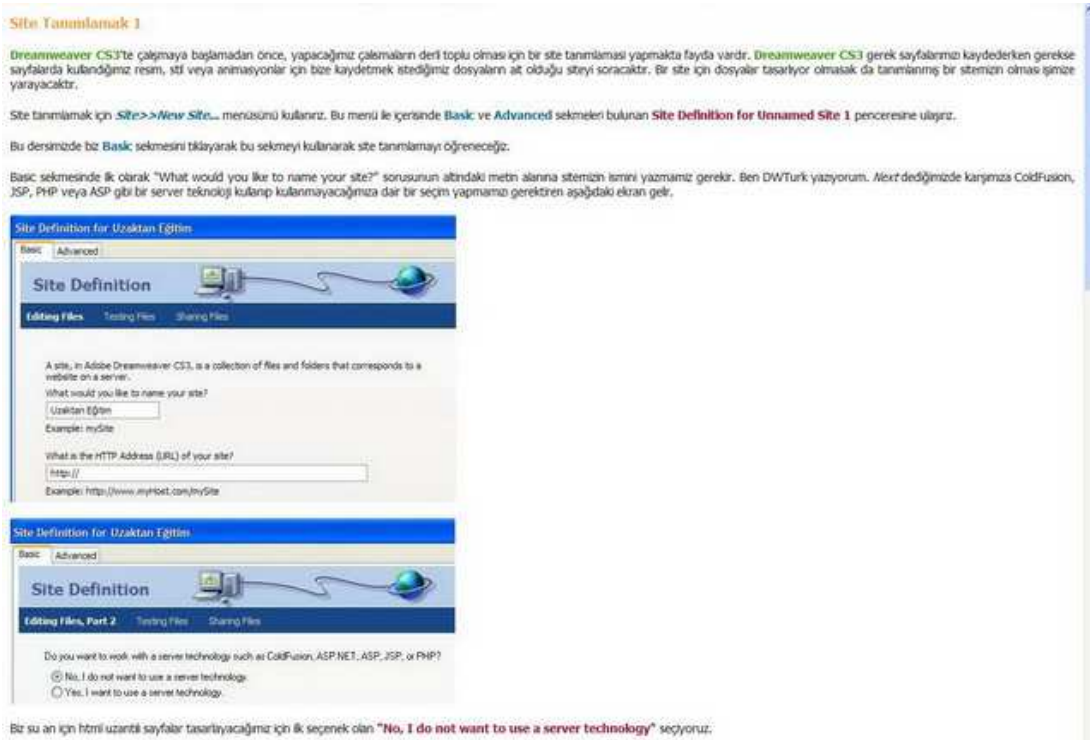 Site Tanımlamak 1
Dreamweaver CS3'te çalışmaya başlamadan önce, yapacağımız çalışmaların derli toplu olması için bir site tanımlaması yapmakta fayda vardır. Dreamweaver CS3 gerek sayfalarımızı kaydederken gerekse
sayfalarda kullandığımız resim, stil veya animasyonlar için bize kaydetmek istediğimiz dosyaların ait olduğu siteyi soracaktır. Bir site için dosyalar tasarlıyor olmasak da tanımlanmış bir sitemizin olması işimize
yarayacaktır.
Site tanımlamak için Site>>New Site... menüsünü kullanırız. Bu menü ile içerisinde Basic ve Advanced sekmeleri bulunan Site Definition for Unnamed Site 1 penceresine ulaşırız.
Bu dersimizde biz Basic sekmesini tıklayarak bu sekmeyi kullanarak site tanımlamayı öğreneceğiz.
Basic sekmesinde ilk olarak "What would you like to name your site?" sorusunun altındaki metin alanına sitemizin ismini yazmamız gerekir. Ben DWTurk yazıyorum. Next dediğimizde karşımıza ColdFusion,
JSP, PHP veya ASP gibi bir server teknoloji kullanıp kullanmayacağımıza dair bir seçim yapmamızı gerektiren aşağıdaki ekran gelir.
Site Definition for Uzaktan Eğitim
Basic Advanced
Site Definition
Editing Files Testing Files Sharing Files
A site, in Adobe Dreamweaver CS3, is a collection of files and folders that corresponds to a
website on a server.
What would you like to name your site?
Uzaktan Eğitim
Example: mySite
What is the HTTP Address (URL) of your site?
http://
Example: http://www.myHost.com/mySite
Site Definition for Uzaktan Eğitim
Basic Advanced
Site Definition
Editing Files, Part 2 Testing Files Sharing Files
Do you want to work with a server technology such as ColdFusion, ASP.NET, ASP, JSP, or PHP?
No, I do not want to use a server technology.
Yes, I want to use a server technology.
Biz su an için html uzantılı sayfalar tasarlayacağımız için ilk seçenek olan "No, I do not want to use a server technology" seçiyoruz.